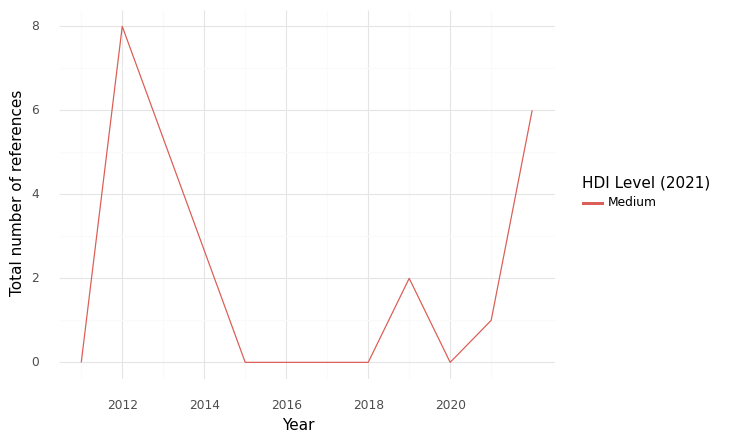 8
6
4
2
0
Total number of references
2012 2014 2016 2018 2020
Year
HDI Level (2021)
Medium